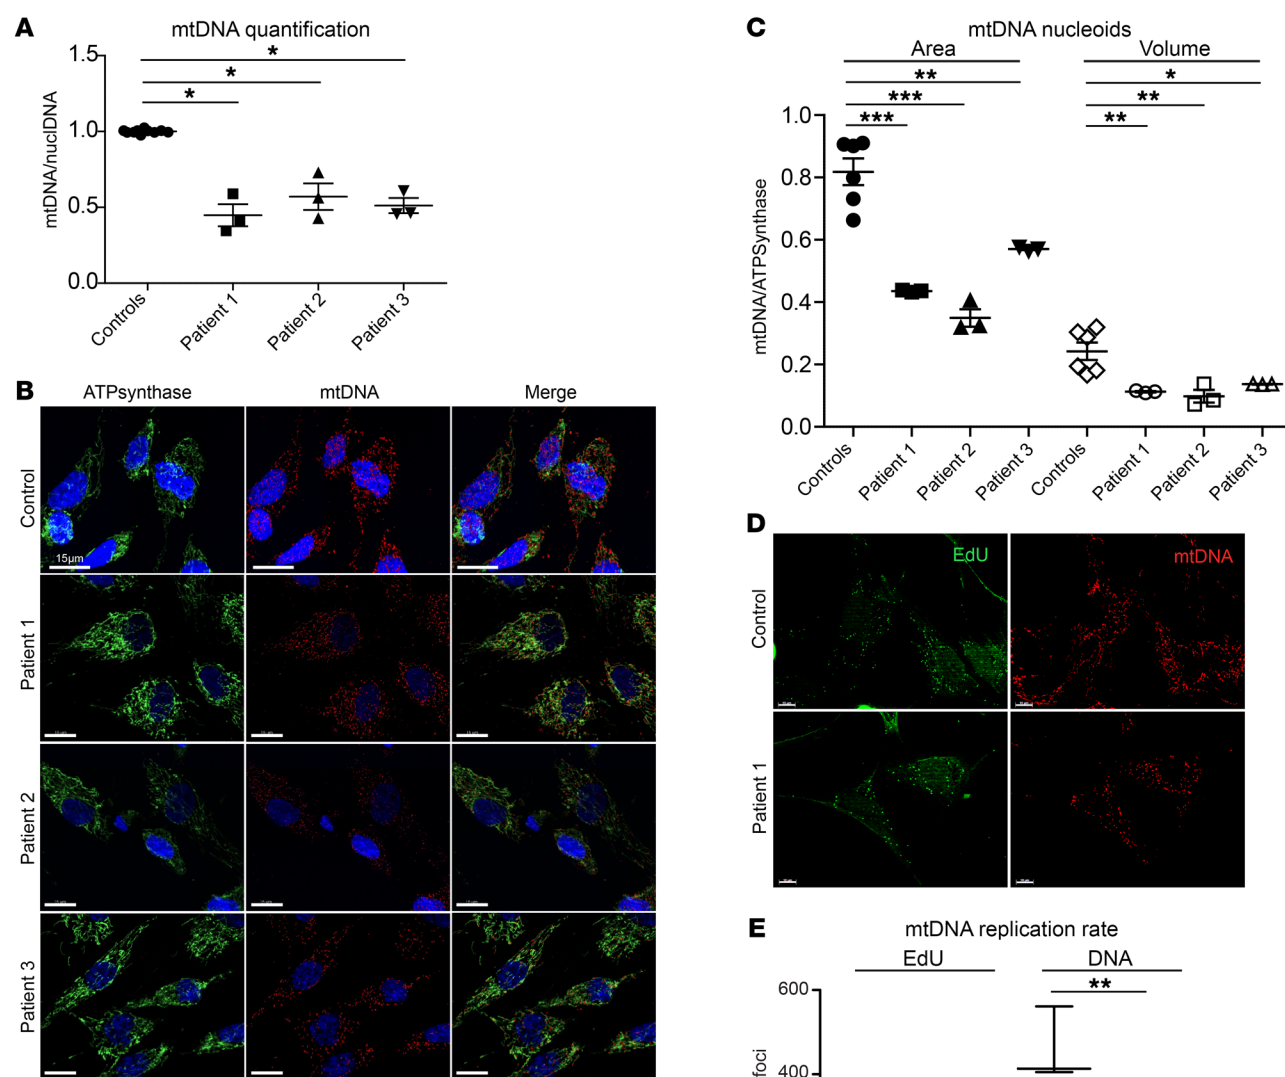 A
mtDNA quantification
*
*
*
1.5
1.0
0.5
0.0
mtDNA/nuclDNA
Controls
Patient 1
Patient 2
Patient 3
B
ATPsynthase
mtDNA
Merge
Control
15µm
Patient 1
Patient 2
Patient 3
C
mtDNA nucleoids
Area
Volume
**
*
***
**
***
**
1.0
0.8
0.6
0.4
0.2
0.0
mtDNA/ATPSynthase
Controls
Patient 1
Patient 2
Patient 3
Controls
Patient 1
Patient 2
Patient 3
D
EdU
mtDNA
Control
Patient 1
E
mtDNA replication rate
EdU
DNA
**
600
400
foci